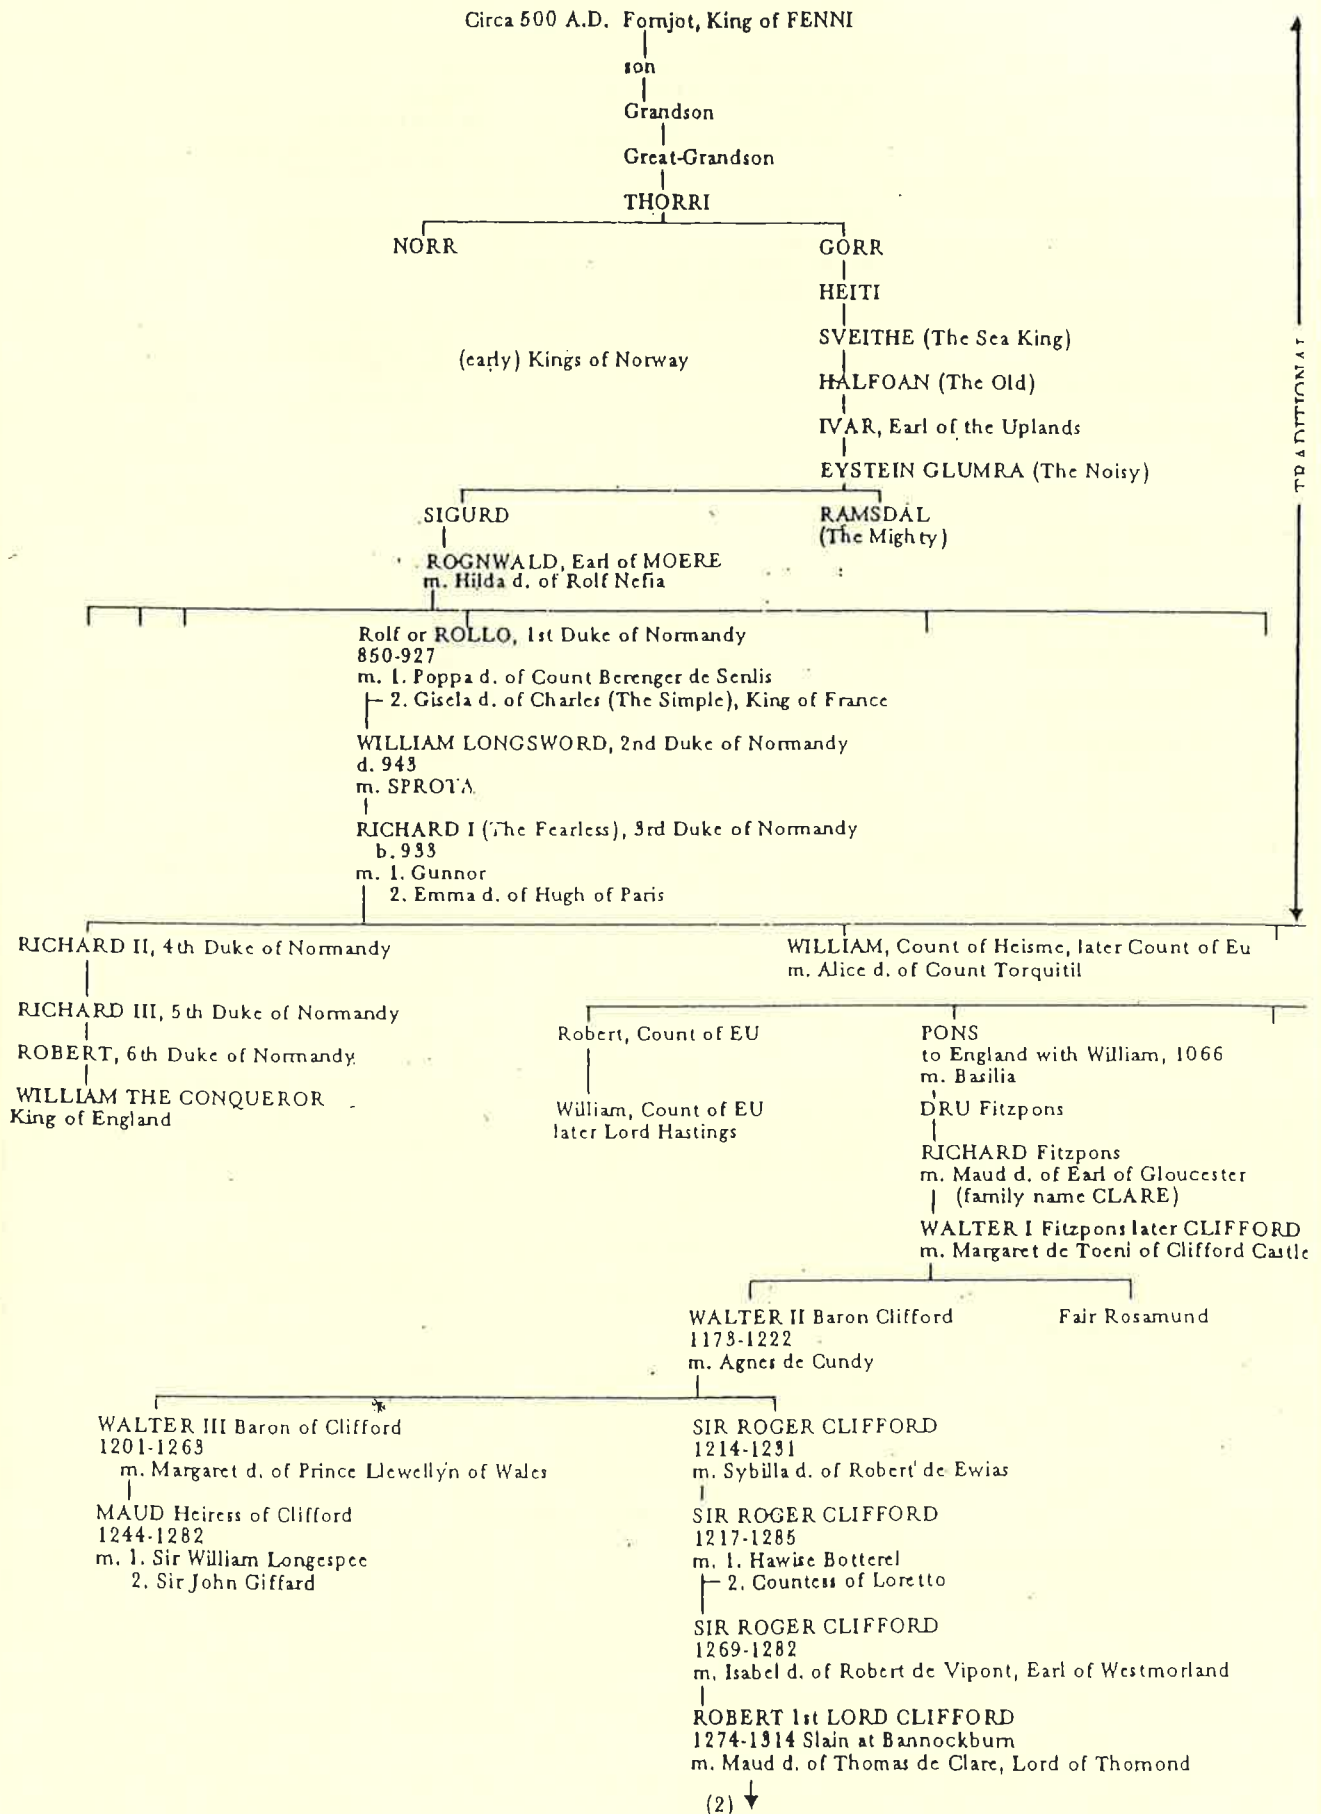 Circa 500 A.D. Fornjot, King of FENNI
son
Grandson
Great-Grandson
THORRI
NORR
GORR
HEITI
SVEITHE (The Sea King)
(early) Kings of Norway
HALFOAN (The Old)
IVAR, Earl of the Uplands
EYSTEIN GLUMRA (The Noisy)
TRADITIONAL
SIGURD
RAMSDAL
(The Mighty)
ROGNWALD, Earl of MOERE
m. Hilda d. of Rolf Nefia
Rolf or ROLLO, 1st Duke of Normandy
850-927
m. 1. Poppa d. of Count Berenger de Senlis
2. Gisela d. of Charles (The Simple), King of France
WILLIAM LONGSWORD, 2nd Duke of Normandy
d. 943
m. SPROTA
RICHARD I (The Fearless), 3rd Duke of Normandy
b. 933
m. 1. Gunnor
2. Emma d. of Hugh of Paris
RICHARD II, 4th Duke of Normandy
WILLIAM, Count of Heisme, later Count of Eu
m. Alice d. of Count Torquitil
RICHARD III, 5th Duke of Normandy
ROBERT, 6th Duke of Normandy
WILLIAM THE CONQUEROR
King of England
Robert, Count of EU
William, Count of EU
later Lord Hastings
PONS
to England with William, 1066
m. Basilia
DRU Fitzpons
RICHARD Fitzpons
m. Maud d. of Earl of Gloucester
(family name CLARE)
WALTER I Fitzpons later CLIFFORD
m. Margaret de Toeni of Clifford Castle
WALTER II Baron Clifford
1173-1222
m. Agnes de Cundy
Fair Rosamund
WALTER III Baron of Clifford
1201-1263
m. Margaret d. of Prince Llewellyn of Wales
MAUD Heiress of Clifford
1244-1282
m. 1. Sir William Longespee
2. Sir John Giffard
SIR ROGER CLIFFORD
1214-1231
m. Sybilla d. of Robert de Ewias
SIR ROGER CLIFFORD
1217-1285
m. 1. Hawise Botterel
2. Countess of Loretto
SIR ROGER CLIFFORD
1269-1282
m. Isabel d. of Robert de Vipont, Earl of Westmorland
ROBERT 1st LORD CLIFFORD
1274-1314 Slain at Bannockburn
m. Maud d. of Thomas de Clare, Lord of Thomond
(2)